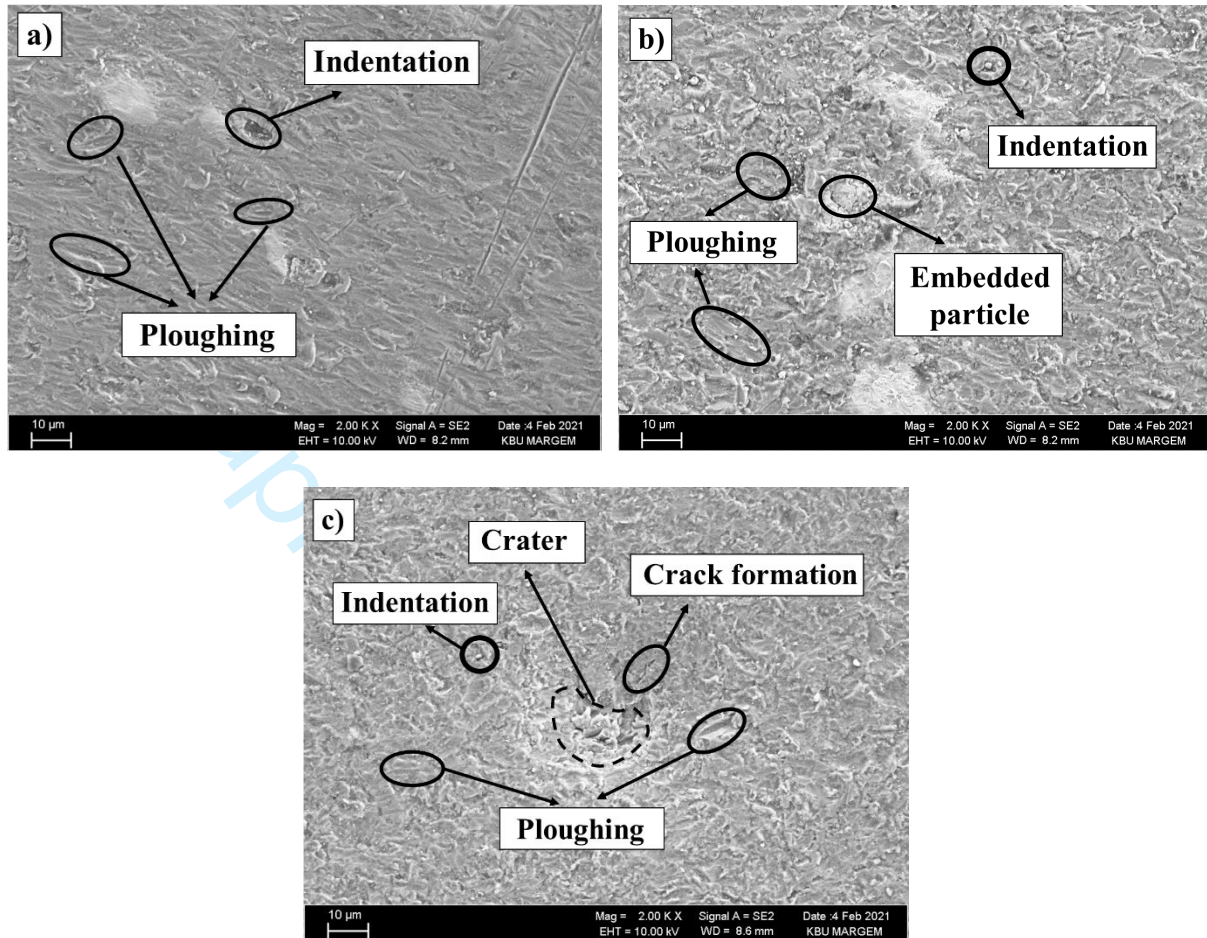 a)
Indentation
Ploughing
10 µm
Mag = 2.00 K X Signal A = SE2 Date :4 Feb 2021
EHT = 10.00 kV WD = 8.2 mm KBU MARGEM
b)
Indentation
Ploughing
Embedded
particle
10 µm
Mag = 2.00 K X Signal A = SE2 Date :4 Feb 2021
EHT = 10.00 kV WD = 8.2 mm KBU MARGEM
c)
Crater
Crack formation
Indentation
Ploughing
10 µm
Mag = 2.00 K X Signal A = SE2 Date :4 Feb 2021
EHT = 10.00 kV WD = 8.6 mm KBU MARGEM